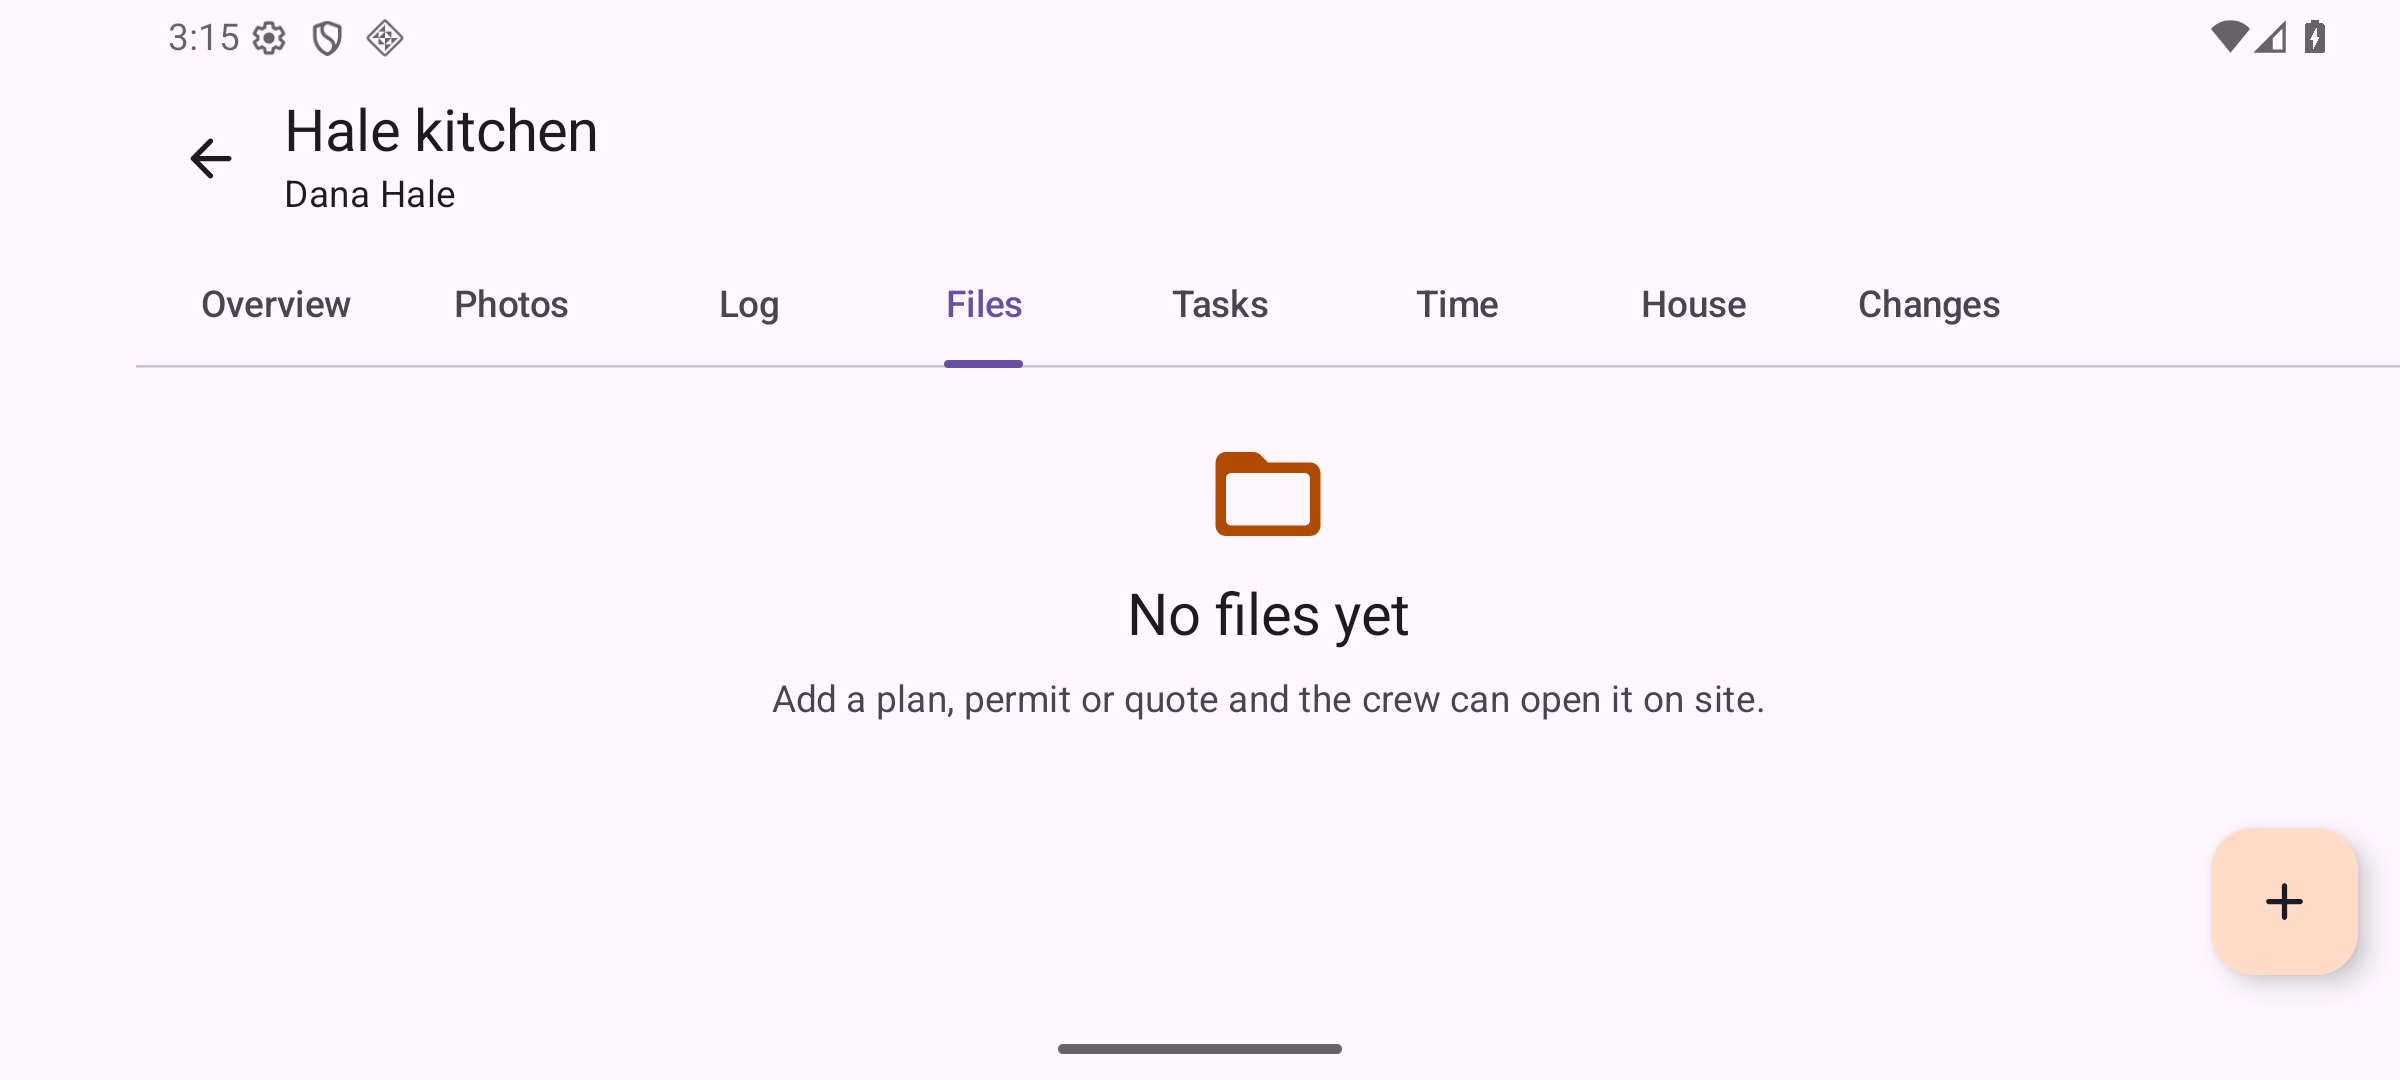 3:15
Hale kitchen
Dana Hale
Overview Photos Log Files Tasks Time House Changes
No files yet
Add a plan, permit or quote and the crew can open it on site.